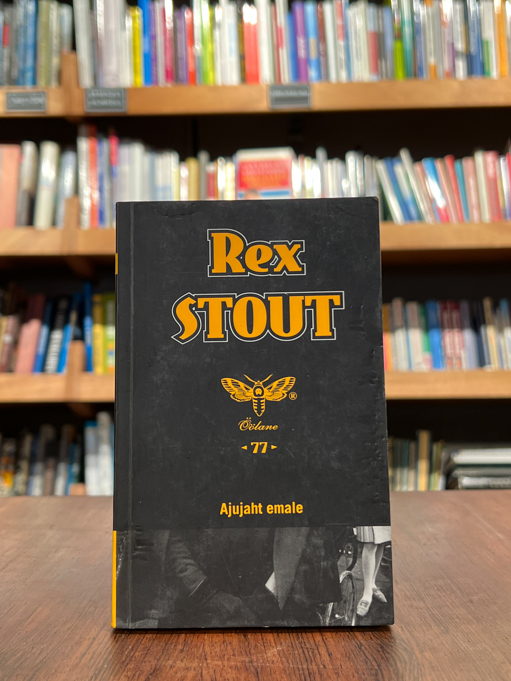 Rex
STOUT
®
Öölane
77
Ajujaht emale